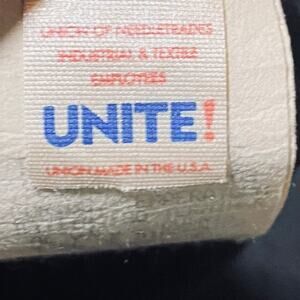 UNION OF NEEDLETRADES
INDUSTRIAL & TEXTILE
EMPLOYEES
UNITE!
UNION MADE IN THE U.S.A.